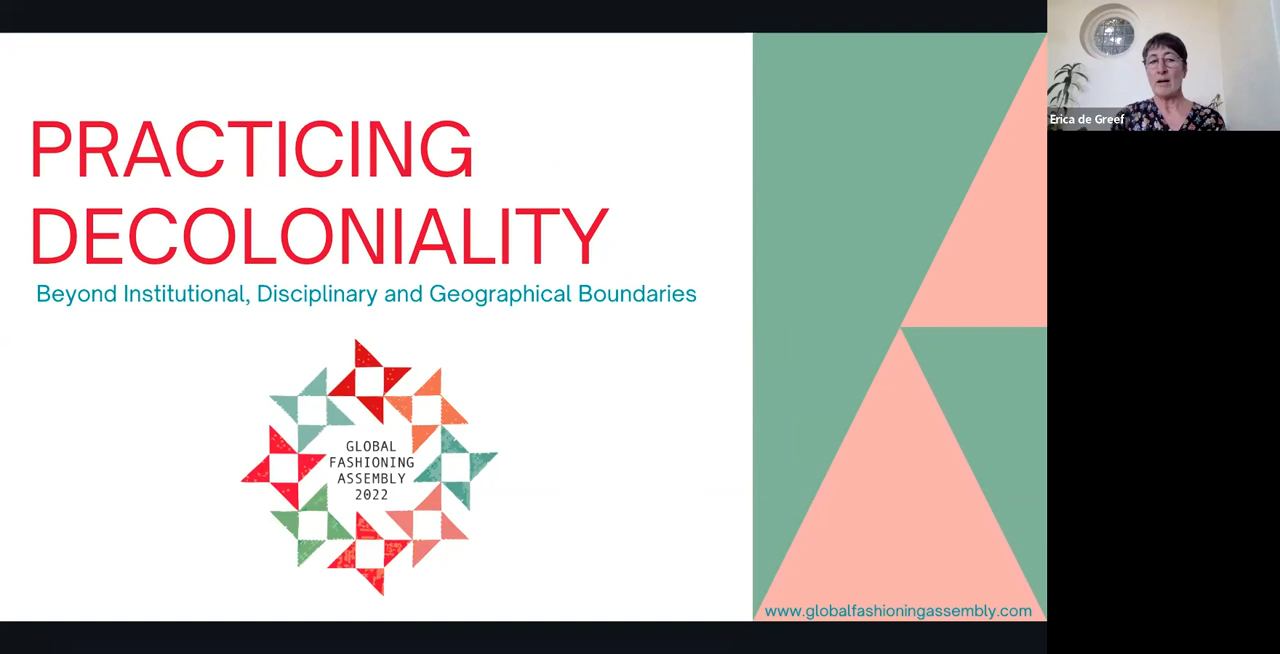 PRACTICING
DECOLONIALITY
Beyond Institutional, Disciplinary and Geographical Boundaries
GLOBAL
FASHIONING
ASSEMBLY
2022
www.globalfashioningassembly.com
Erica de Greef